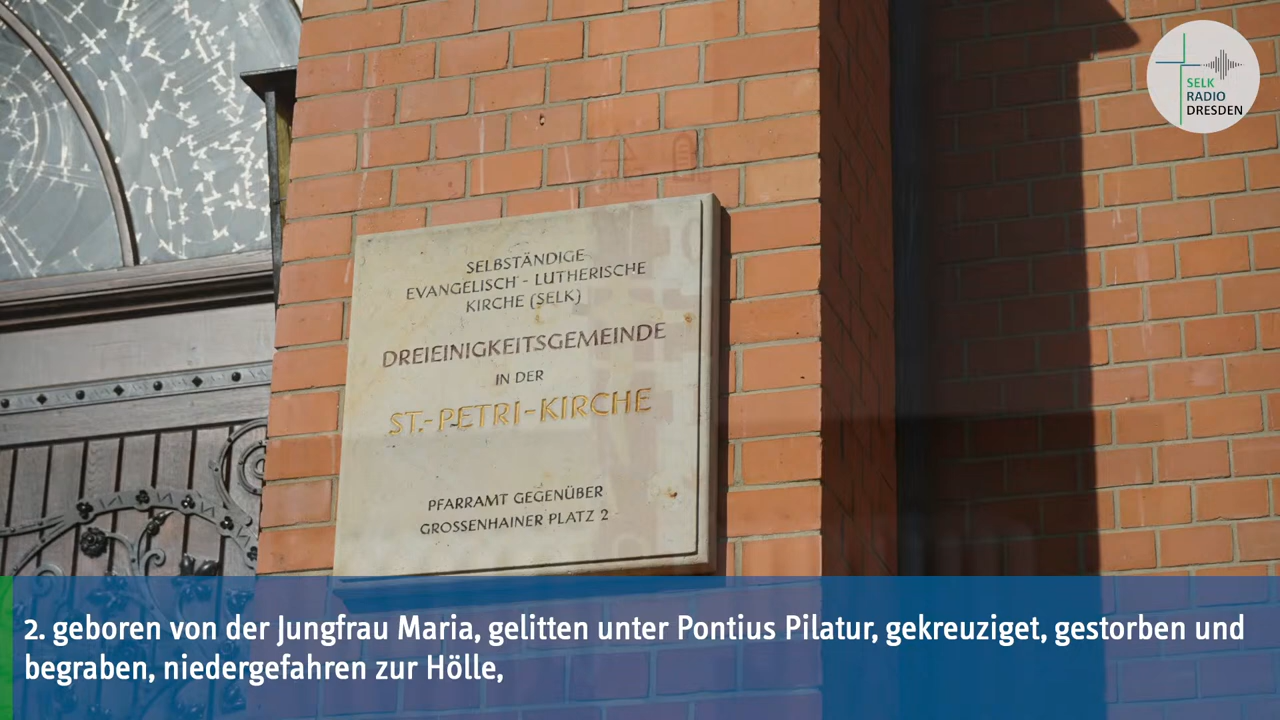 SELK
RADIO
DRESDEN
SELBSTÄNDIGE
EVANGELISCH - LUTHERISCHE
KIRCHE (SELK)
DREIEINIGKEITSGEMEINDE
IN DER
ST.-PETRI-KIRCHE
PFARRAMT GEGENÜBER
GROSSENHAINER PLATZ 2
2. geboren von der Jungfrau Maria, gelitten unter Pontius Pilatur, gekreuziget, gestorben und
begraben, niedergefahren zur Hölle,